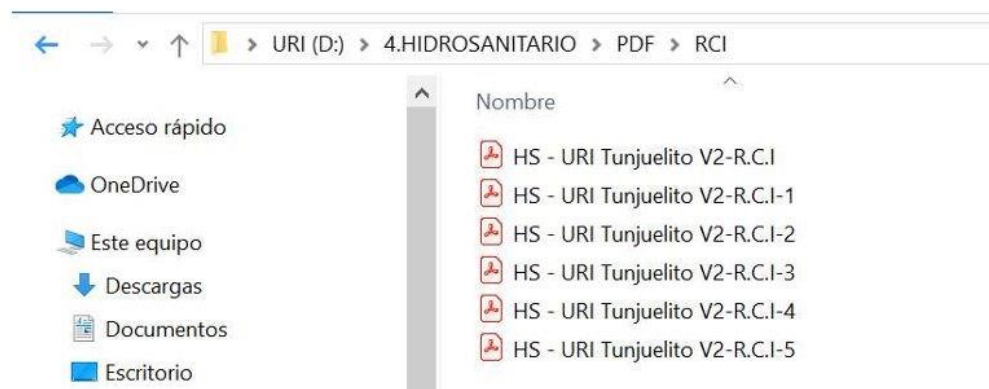 URI (D:) > 4.HIDROSANITARIO > PDF > RCI
Acceso rápido
OneDrive
Este equipo
Descargas
Documentos
Escritorio
Nombre
HS - URI Tunjuelito V2-R.C.I
HS - URI Tunjuelito V2-R.C.I-1
HS - URI Tunjuelito V2-R.C.I-2
HS - URI Tunjuelito V2-R.C.I-3
HS - URI Tunjuelito V2-R.C.I-4
HS - URI Tunjuelito V2-R.C.I-5